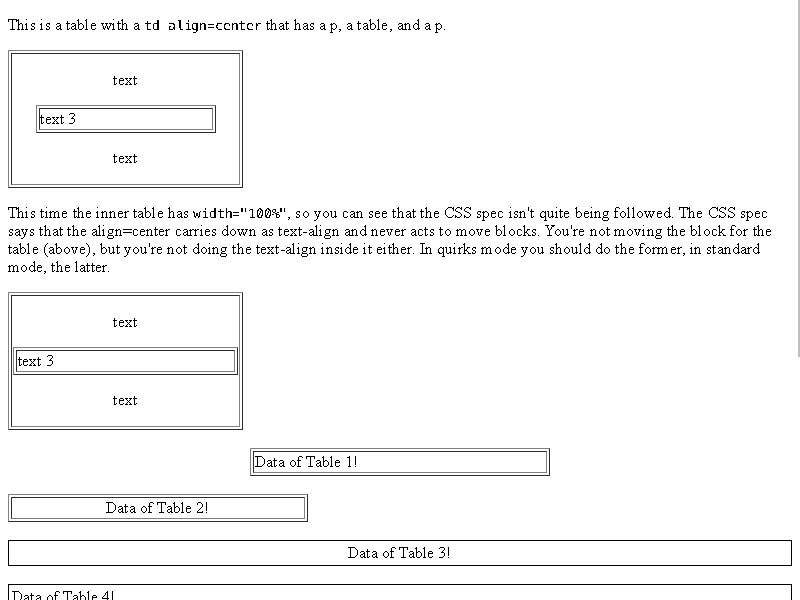 This is a table with a td align=center that has a p, a table, and a p.
text
text 3
text
This time the inner table has width="100%", so you can see that the CSS spec isn't quite being followed. The CSS spec
says that the align=center carries down as text-align and never acts to move blocks. You're not moving the block for the
table (above), but you're not doing the text-align inside it either. In quirks mode you should do the former, in standard
mode, the latter.
text
text 3
text
Data of Table 1!
Data of Table 2!
Data of Table 3!
Data of Table 4!